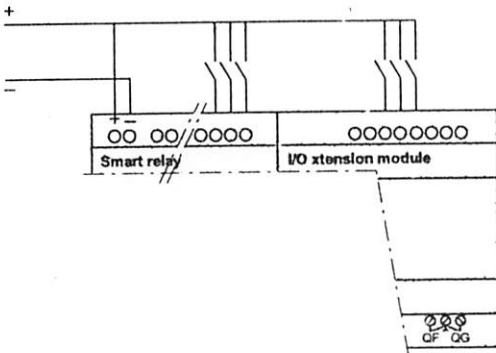 +
−
+ −
Smart relay
I/O xtension module
QF QG